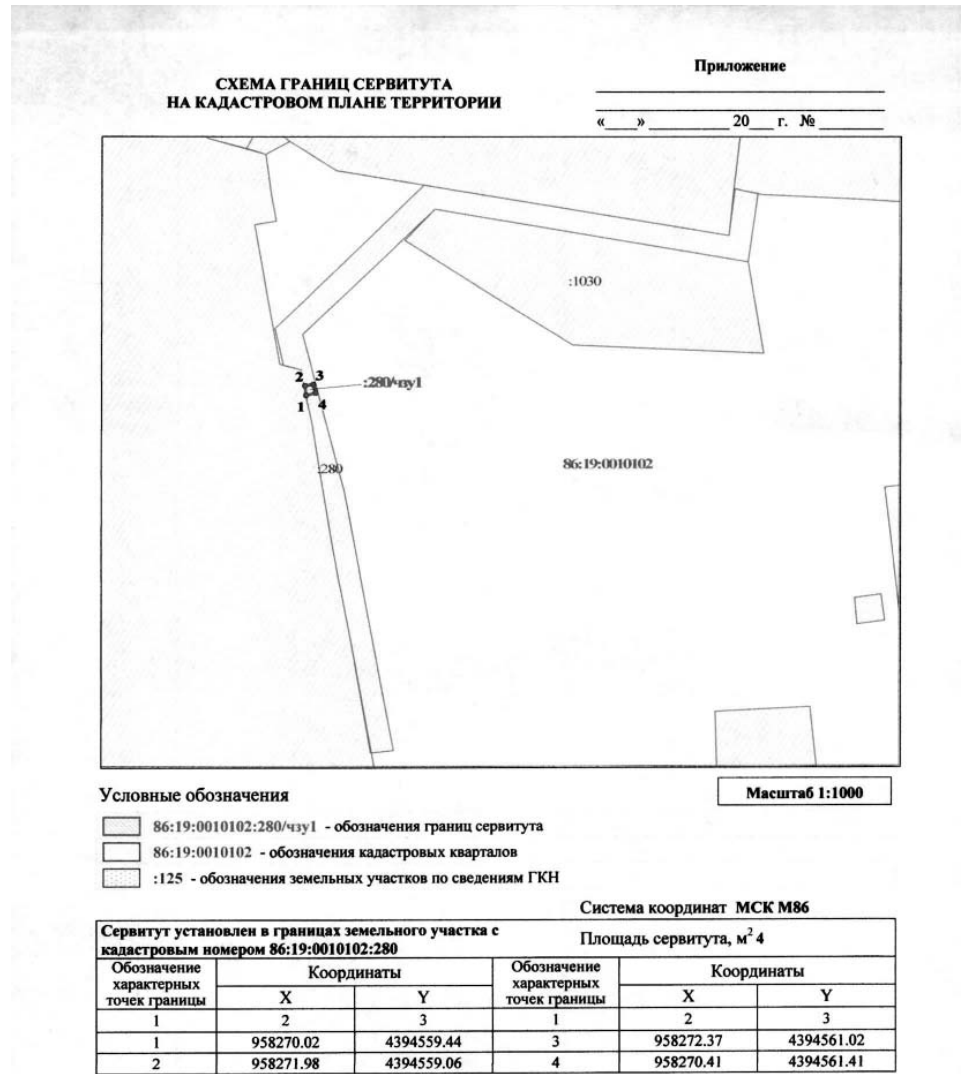 Приложение
СХЕМА ГРАНИЦ СЕРВИТУТА
НА КАДАСТРОВОМ ПЛАНЕ ТЕРРИТОРИИ
«____» ____________ 20___ г. № __________
:1030
2 3
:280/чзу1
1 4
:280
86:19:0010102
Условные обозначения
Масштаб 1:1000
86:19:0010102:280/чзу1 - обозначения границ сервитута
86:19:0010102 - обозначения кадастровых кварталов
:125 - обозначения земельных участков по сведениям ГКН
Система координат МСК М86
Сервитут установлен в границах земельного участка с
кадастровым номером 86:19:0010102:280
Площадь сервитута, м² 4
Обозначение
характерных
точек границы
Координаты
Обозначение
характерных
точек границы
Координаты
X Y X Y
1 2 3 1 2 3
1 958270.02 4394559.44 3 958272.37 4394561.02
2 958271.98 4394559.06 4 958270.41 4394561.41